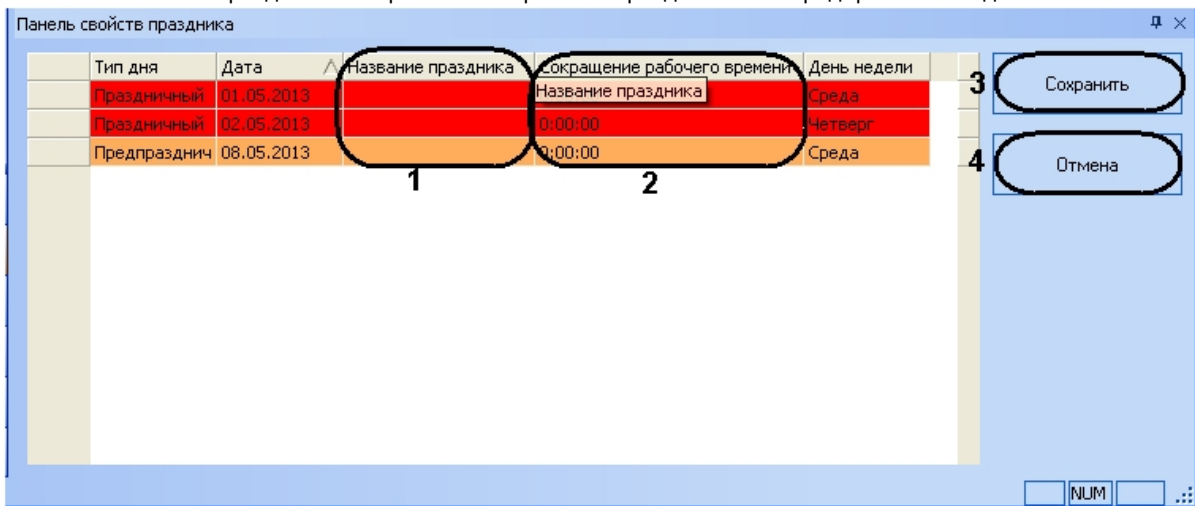 Панель свойств праздника
Тип дня Дата Название праздника Сокращение рабочего времени День недели
Праздничный 01.05.2013 Название праздника Среда
Праздничный 02.05.2013 0:00:00 Четверг
Предпразднич 08.05.2013 0:00:00 Среда
1 2
3 Сохранить
4 Отмена
NUM